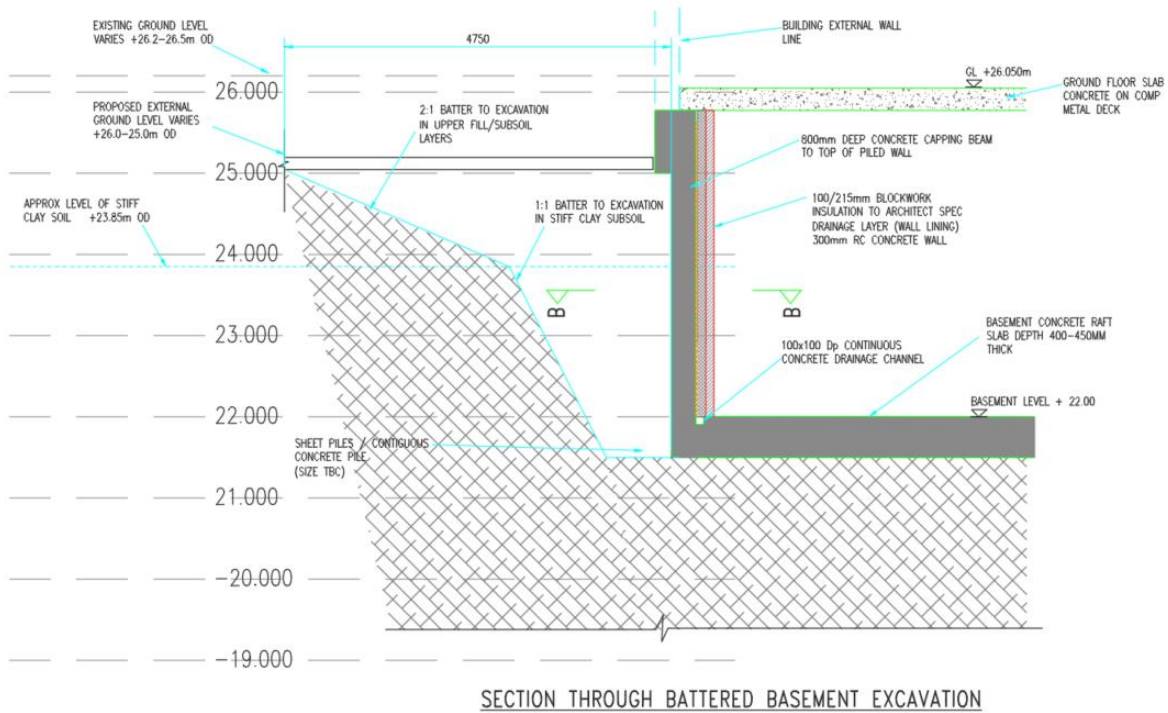 EXISTING GROUND LEVEL
VARIES +26.2-26.5m OD
4750
BUILDING EXTERNAL WALL
LINE
GL +26.050m
GROUND FLOOR SLAB
CONCRETE ON COMP
METAL DECK
26.000
PROPOSED EXTERNAL
GROUND LEVEL VARIES
+26.0-25.0m OD
2:1 BATTER TO EXCAVATION
IN UPPER FILL/SUBSOIL
LAYERS
800mm DEEP CONCRETE CAPPING BEAM
TO TOP OF PILED WALL
25.000
APPROX LEVEL OF STIFF
CLAY SOIL +23.85m OD
1:1 BATTER TO EXCAVATION
IN STIFF CLAY SUBSOIL
100/215mm BLOCKWORK
INSULATION TO ARCHITECT SPEC
DRAINAGE LAYER (WALL LINING)
300mm RC CONCRETE WALL
24.000
B B
23.000
100x100 Dp CONTINUOUS
CONCRETE DRAINAGE CHANNEL
BASEMENT CONCRETE RAFT
SLAB DEPTH 400-450MM
THICK
22.000
BASEMENT LEVEL + 22.00
SHEET PILES / CONTIGUOUS
CONCRETE PILE
(SIZE TBC)
21.000
-20.000
-19.000
SECTION THROUGH BATTERED BASEMENT EXCAVATION